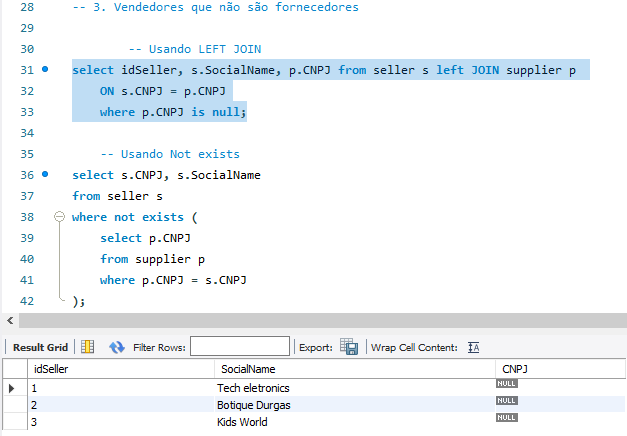 28 -- 3. Vendedores que não são fornecedores
29
30 -- Usando LEFT JOIN
31 select idSeller, s.SocialName, p.CNPJ from seller s left JOIN supplier p
32 ON s.CNPJ = p.CNPJ
33 where p.CNPJ is null;
34
35 -- Usando Not exists
36 select s.CNPJ, s.SocialName
37 from seller s
38 where not exists (
39 select p.CNPJ
40 from supplier p
41 where p.CNPJ = s.CNPJ
42 );
Result Grid Filter Rows: Export: Wrap Cell Content:
idSeller SocialName CNPJ
1 Tech eletronics NULL
2 Botique Durgas NULL
3 Kids World NULL